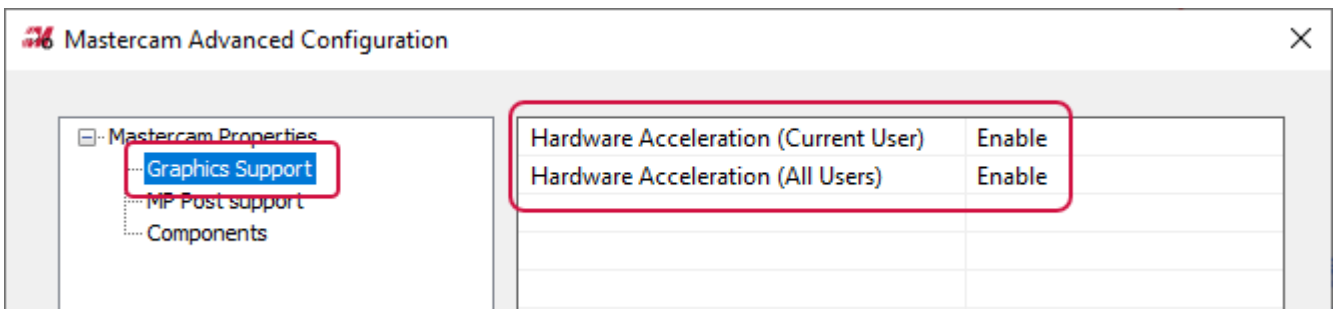 Mastercam Advanced Configuration
Mastercam Properties
Graphics Support
MP Post support
Components
Hardware Acceleration (Current User) Enable
Hardware Acceleration (All Users) Enable